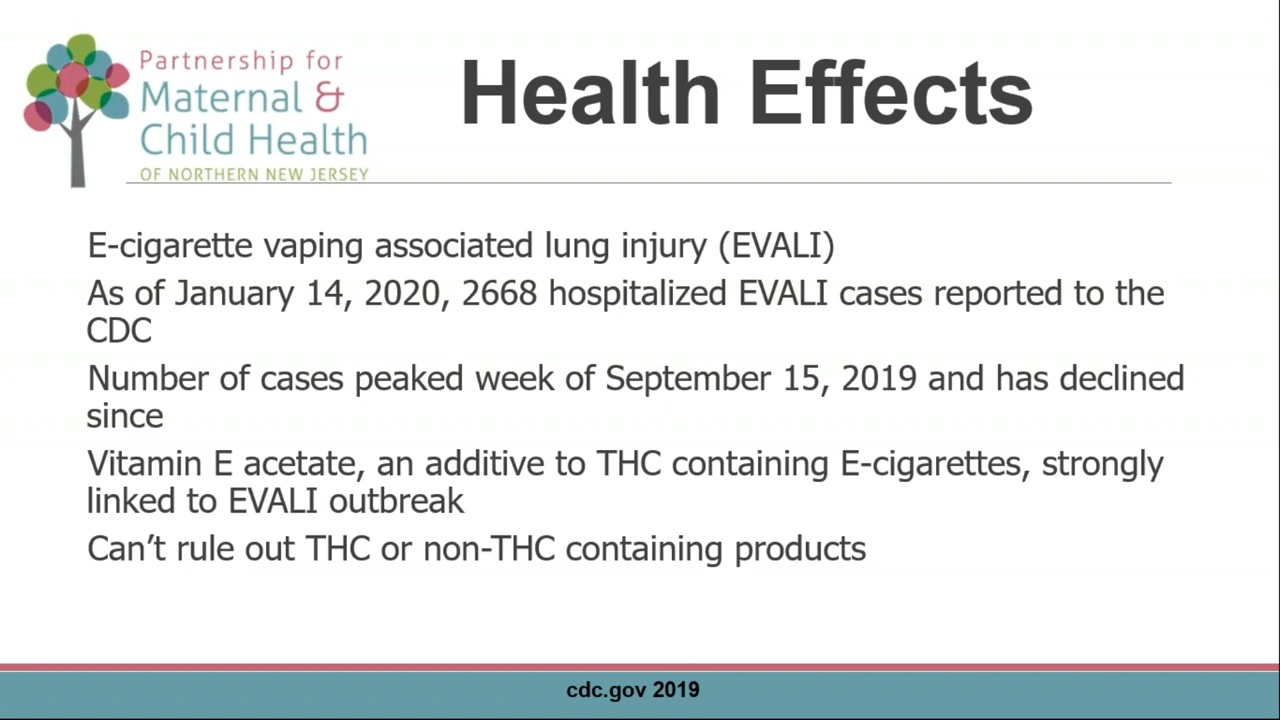 Partnership for
Maternal &
Child Health
OF NORTHERN NEW JERSEY
Health Effects
E-cigarette vaping associated lung injury (EVALI)
As of January 14, 2020, 2668 hospitalized EVALI cases reported to the
CDC
Number of cases peaked week of September 15, 2019 and has declined
since
Vitamin E acetate, an additive to THC containing E-cigarettes, strongly
linked to EVALI outbreak
Can’t rule out THC or non-THC containing products
cdc.gov 2019